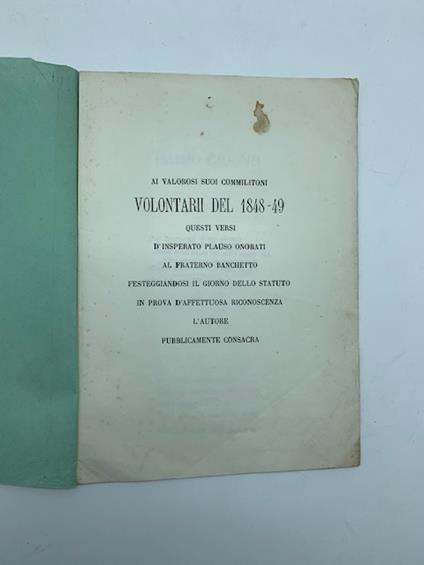 AI VALOROSI SUOI COMMILITONI
VOLONTARII DEL 1848-49
QUESTI VERSI
D'INSPERATO PLAUSO ONORATI
AL FRATERNO BANCHETTO
FESTEGGIANDOSI IL GIORNO DELLO STATUTO
IN PROVA D'AFFETTUOSA RICONOSCENZA
L'AUTORE
PUBBLICAMENTE CONSACRA